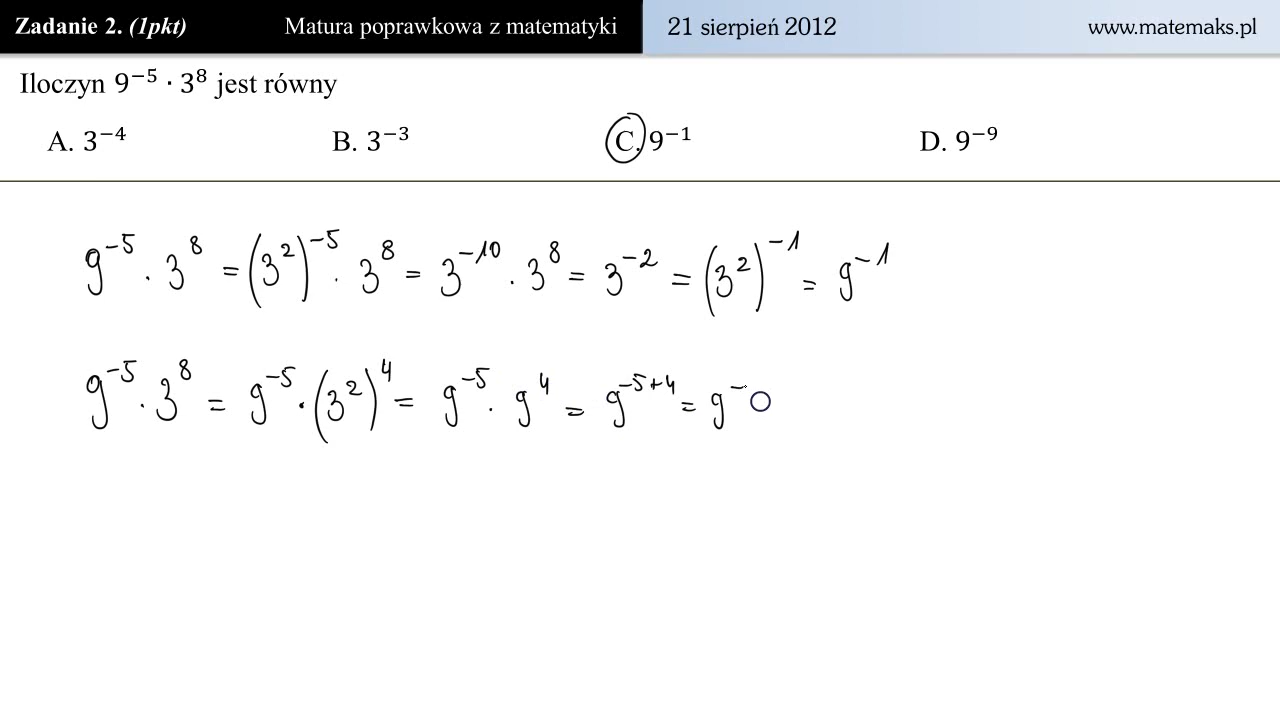 Zadanie 2. (1pkt) Matura poprawkowa z matematyki 21 sierpień 2012 www.matemaks.pl
Iloczyn 9⁻⁵ · 3⁸ jest równy
A. 3⁻⁴ B. 3⁻³ C. 9⁻¹ D. 9⁻⁹
9⁻⁵ · 3⁸ = (3²)⁻⁵ · 3⁸ = 3⁻¹⁰ · 3⁸ = 3⁻² = (3²)⁻¹ = 9⁻¹
9⁻⁵ · 3⁸ = 9⁻⁵ · (3²)⁴ = 9⁻⁵ · 9⁴ = 9⁻⁵⁺⁴ = 9⁻